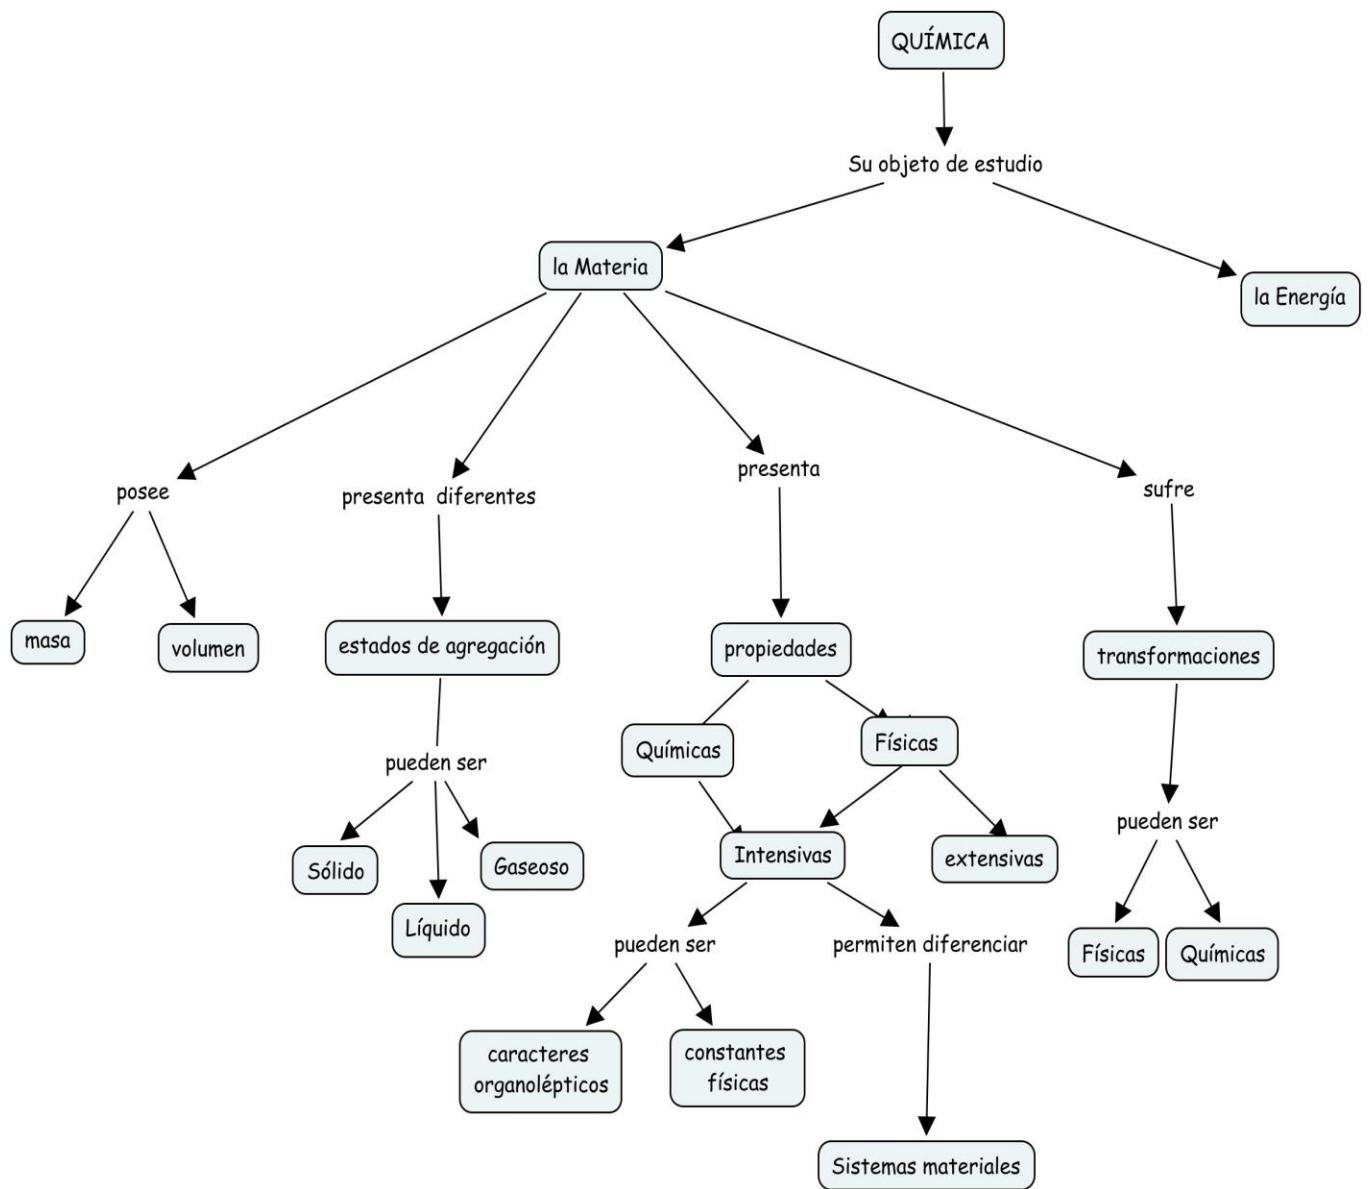 QUÍMICA
Su objeto de estudio
la Materia
la Energía
posee
presenta diferentes
presenta
sufre
masa
volumen
estados de agregación
propiedades
transformaciones
pueden ser
Químicas
Físicas
pueden ser
Sólido
Líquido
Gaseoso
Intensivas
extensivas
pueden ser
permiten diferenciar
Físicas
Químicas
caracteres
organolépticos
constantes
físicas
Sistemas materiales